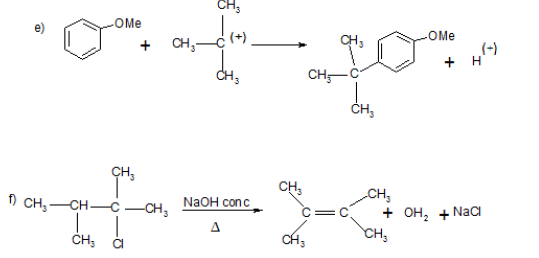 CH3
e) OMe + CH3—C (+) → CH3 OMe + H(+)
CH3—C
CH3 CH3
CH3
f) CH3—CH—C—CH3 NaOH conc Δ CH3 C=C CH3 + OH2 + NaCl
CH3 Cl CH3 CH3